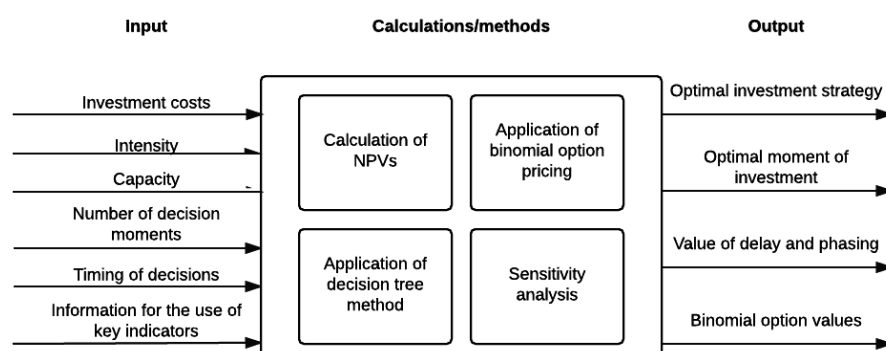 Input
Calculations/methods
Output
Investment costs
Intensity
Capacity
Number of decision
moments
Timing of decisions
Information for the use of
key indicators
Calculation of
NPVs
Application of
binomial option
pricing
Application of
decision tree
method
Sensitivity
analysis
Optimal investment strategy
Optimal moment of
investment
Value of delay and phasing
Binomial option values